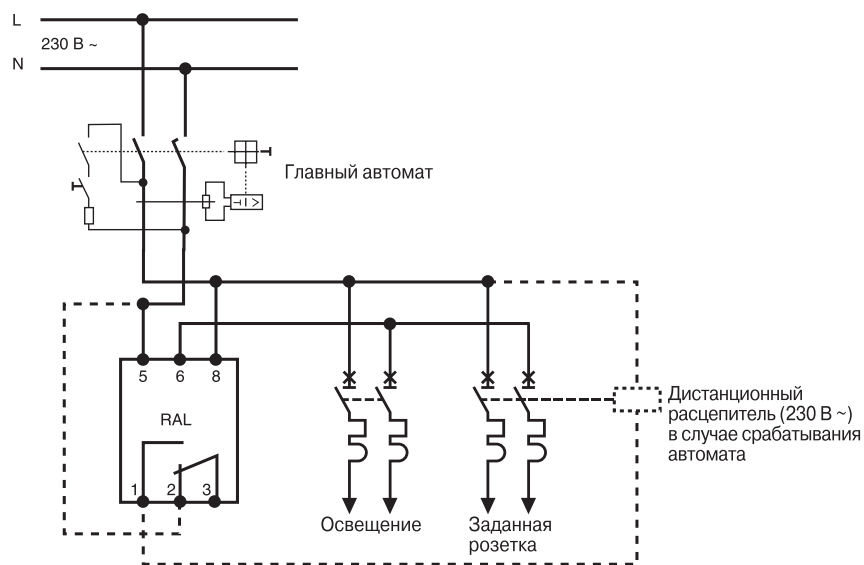 L
230 В ~
N
Главный автомат
5 6 8
RAL
1 2 3
Дистанционный
расцепитель (230 В ~)
в случае срабатывания
автомата
Освещение
Заданная
розетка